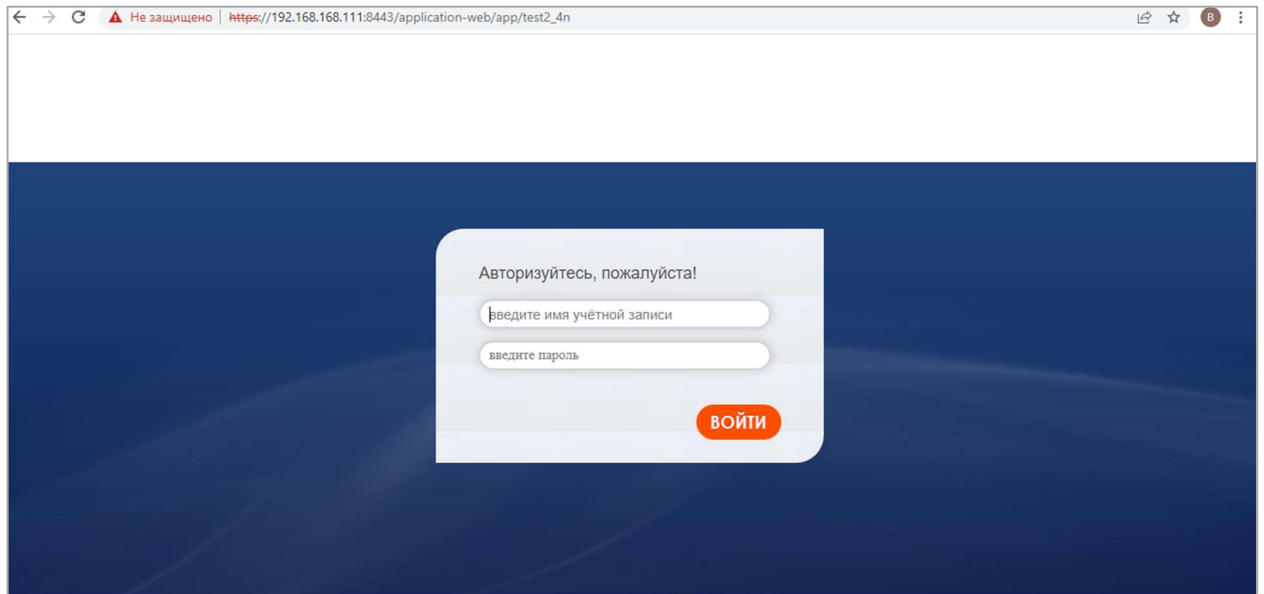 Не защищено | https://192.168.168.111:8443/application-web/app/test2_4n
В
Авторизуйтесь, пожалуйста!
введите имя учётной записи
введите пароль
ВОЙТИ